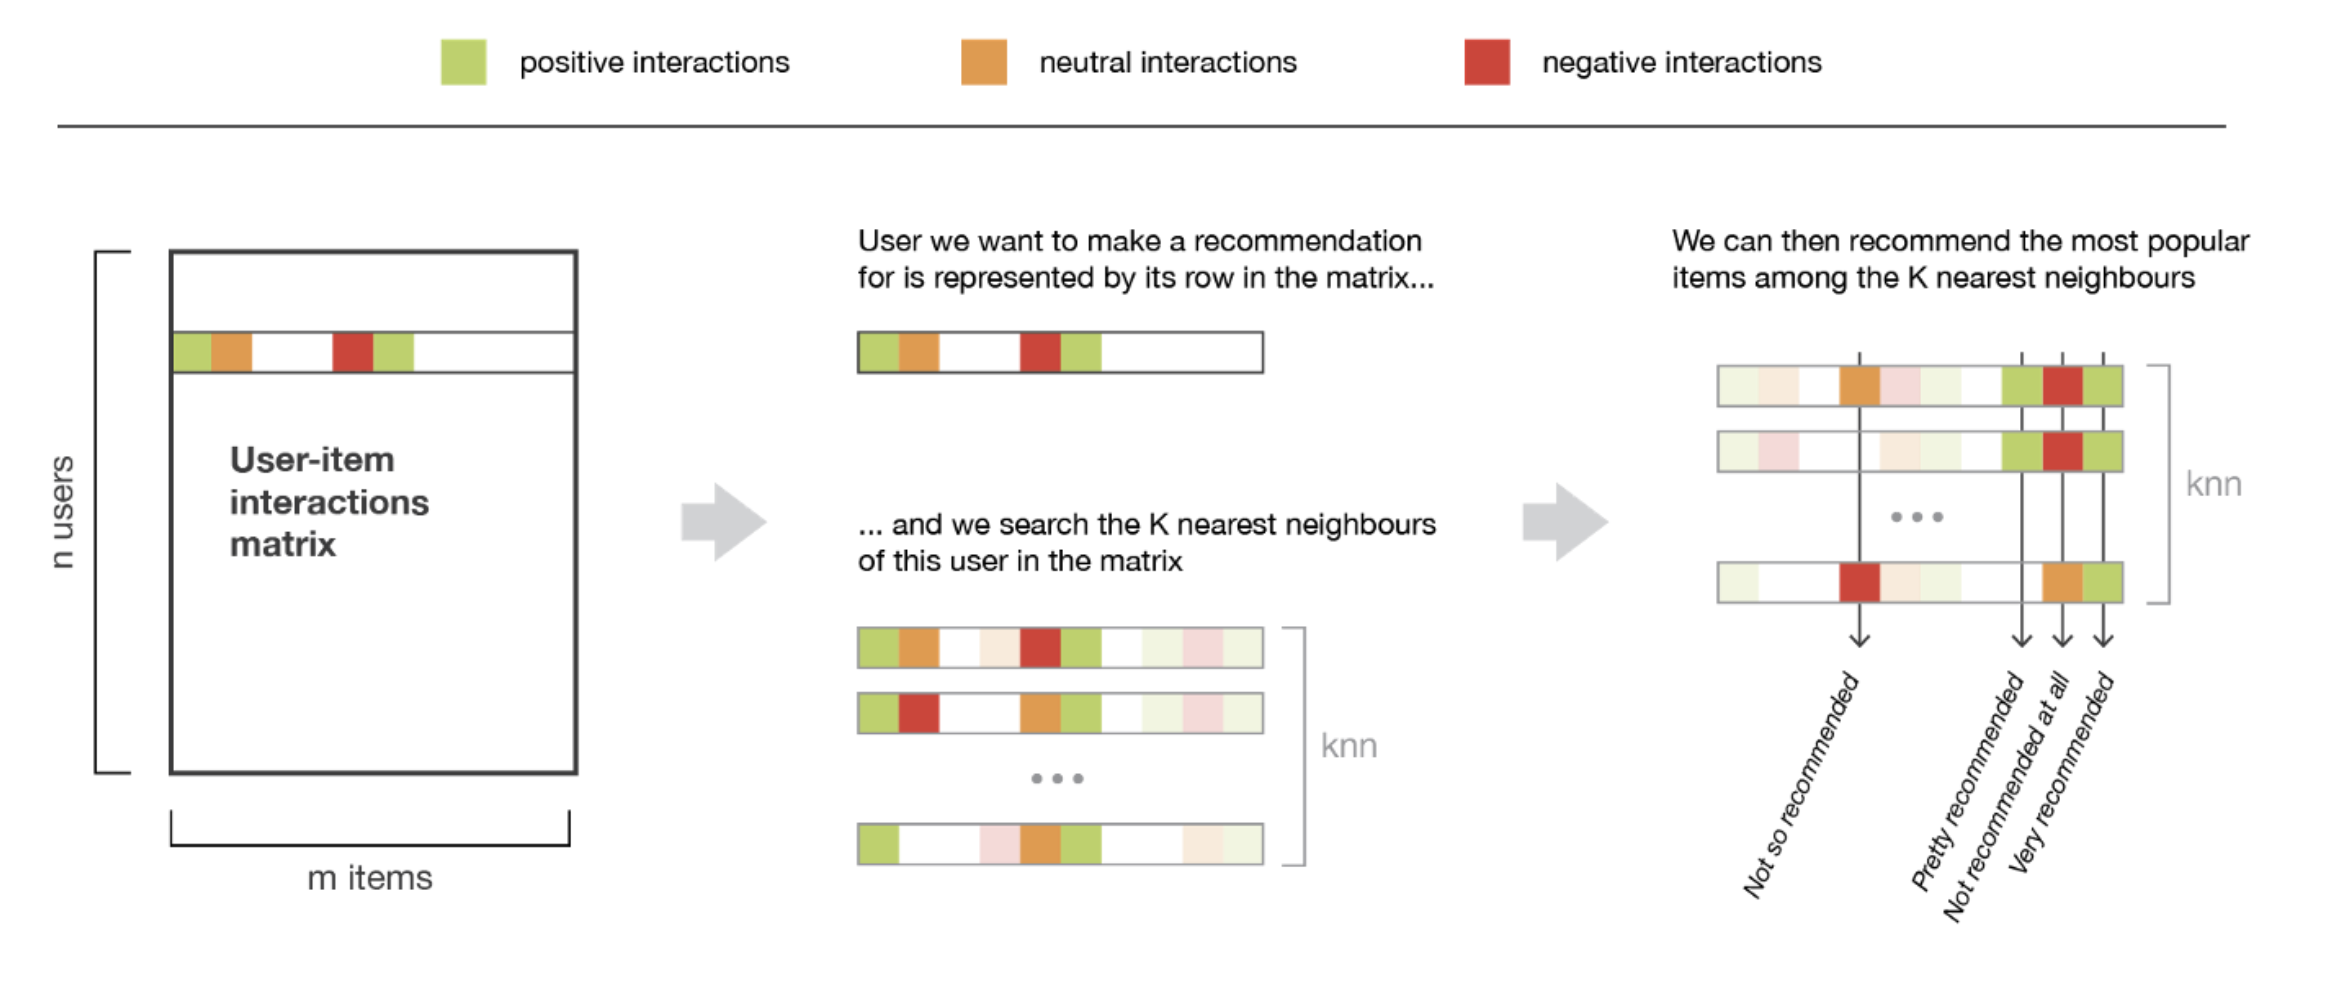 positive interactions
neutral interactions
negative interactions
n users
User-item
interactions
matrix
m items
User we want to make a recommendation
for is represented by its row in the matrix...
... and we search the K nearest neighbours
of this user in the matrix
knn
We can then recommend the most popular
items among the K nearest neighbours
knn
Not so recommended
Pretty recommended
Not recommended at all
Very recommended